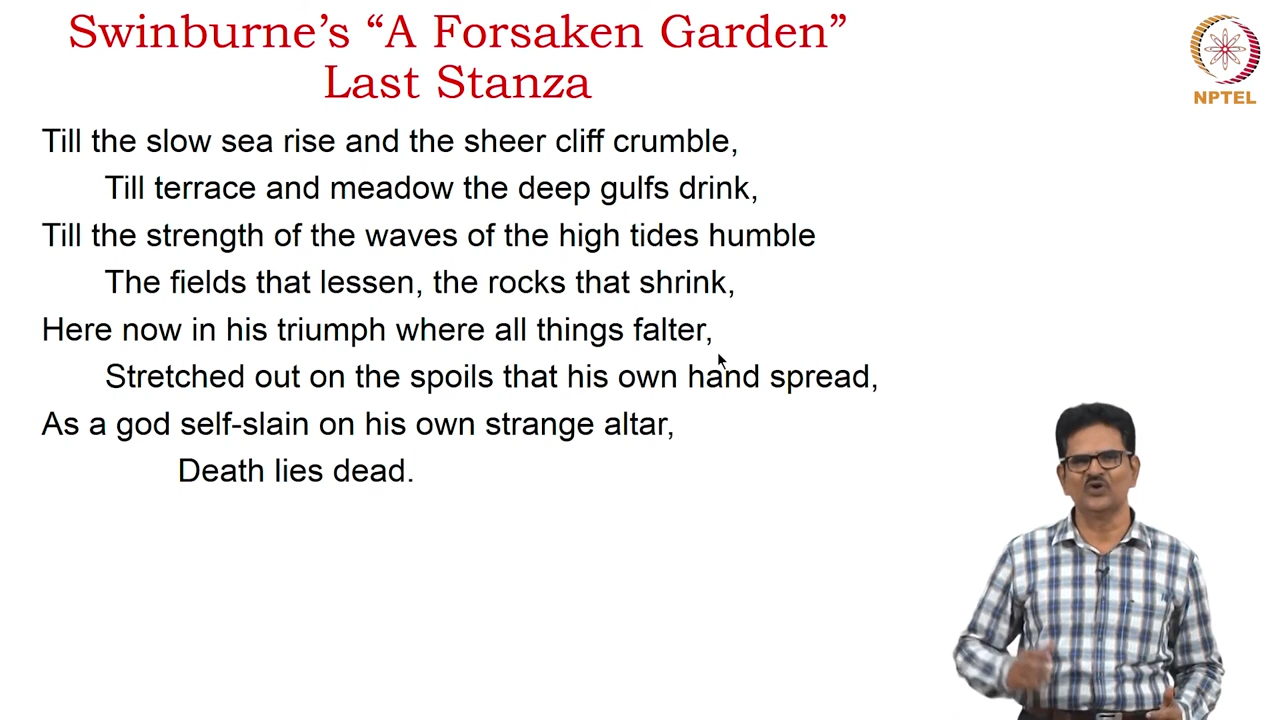 Swinburne's “A Forsaken Garden”
Last Stanza
NPTEL
Till the slow sea rise and the sheer cliff crumble,
Till terrace and meadow the deep gulfs drink,
Till the strength of the waves of the high tides humble
The fields that lessen, the rocks that shrink,
Here now in his triumph where all things falter,
Stretched out on the spoils that his own hand spread,
As a god self-slain on his own strange altar,
Death lies dead.